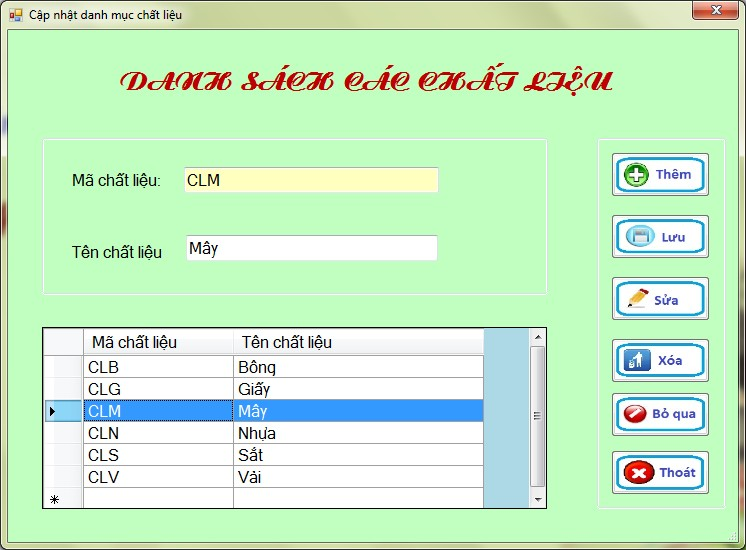 Cập nhật danh mục chất liệu
DANH SÁCH CÁC CHẤT LIỆU
Mã chất liệu: CLM
Tên chất liệu Mây
Thêm
Lưu
Sửa
Xóa
Bỏ qua
Thoát
Mã chất liệu Tên chất liệu
CLB Bông
CLG Giấy
CLM Mây
CLN Nhựa
CLS Sắt
CLV Vải